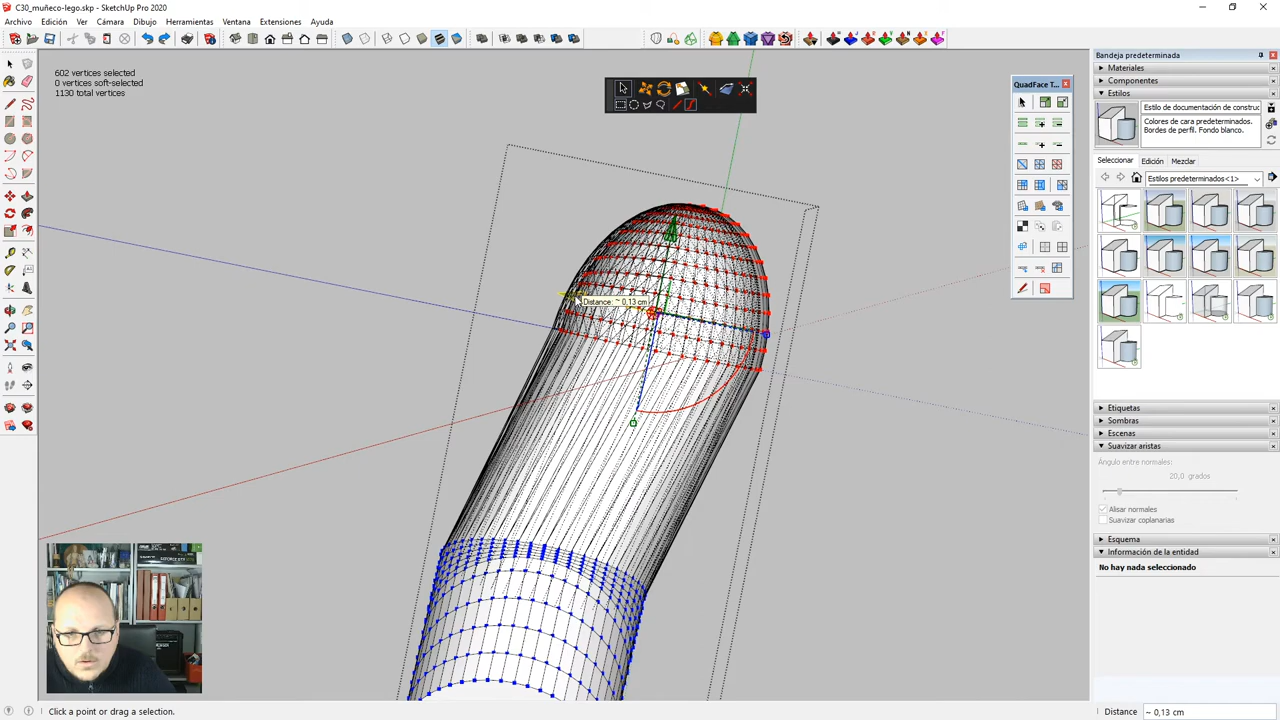 C30_muñeco-lego.skp - SketchUp Pro 2020
Archivo Edición Ver Cámara Dibujo Herramientas Ventana Extensiones Ayuda
602 vertices selected
0 vertices soft-selected
1130 total vertices
QuadFace T...
Distance: ~ 0,13 cm
Bandeja predeterminada
Materiales
Componentes
Estilos
Estilo de documentación de construc
Colores de cara predeterminados.
Bordes de perfil. Fondo blanco.
Seleccionar Edición Mezclar
Estilos predeterminados<1>
Etiquetas
Sombras
Escenas
Suavizar aristas
Ángulo entre normales:
20,0 grados
Alisar normales
Suavizar coplanarias
Esquema
Información de la entidad
No hay nada seleccionado
Click a point or drag a selection.
Distance ~ 0,13 cm